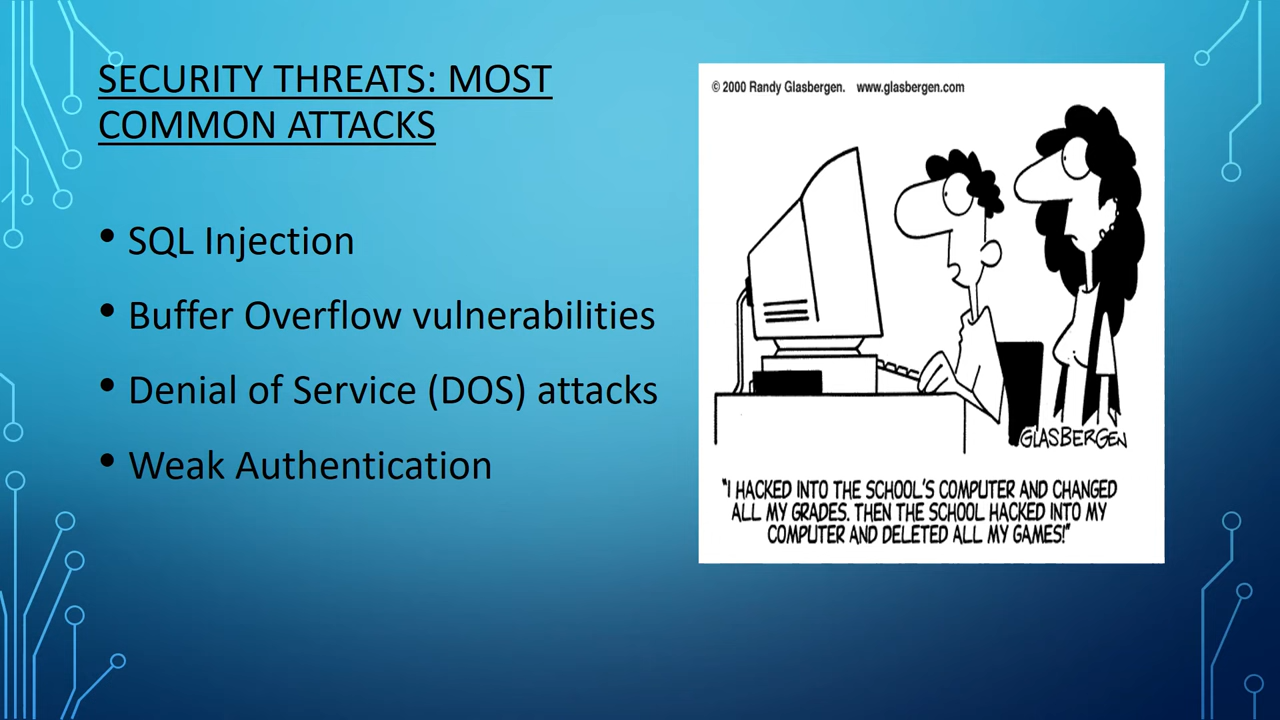 SECURITY THREATS: MOST
COMMON ATTACKS
• SQL Injection
• Buffer Overflow vulnerabilities
• Denial of Service (DOS) attacks
• Weak Authentication
© 2000 Randy Glasbergen. www.glasbergen.com
GLASBERGEN
"I HACKED INTO THE SCHOOL'S COMPUTER AND CHANGED
ALL MY GRADES. THEN THE SCHOOL HACKED INTO MY
COMPUTER AND DELETED ALL MY GAMES!"